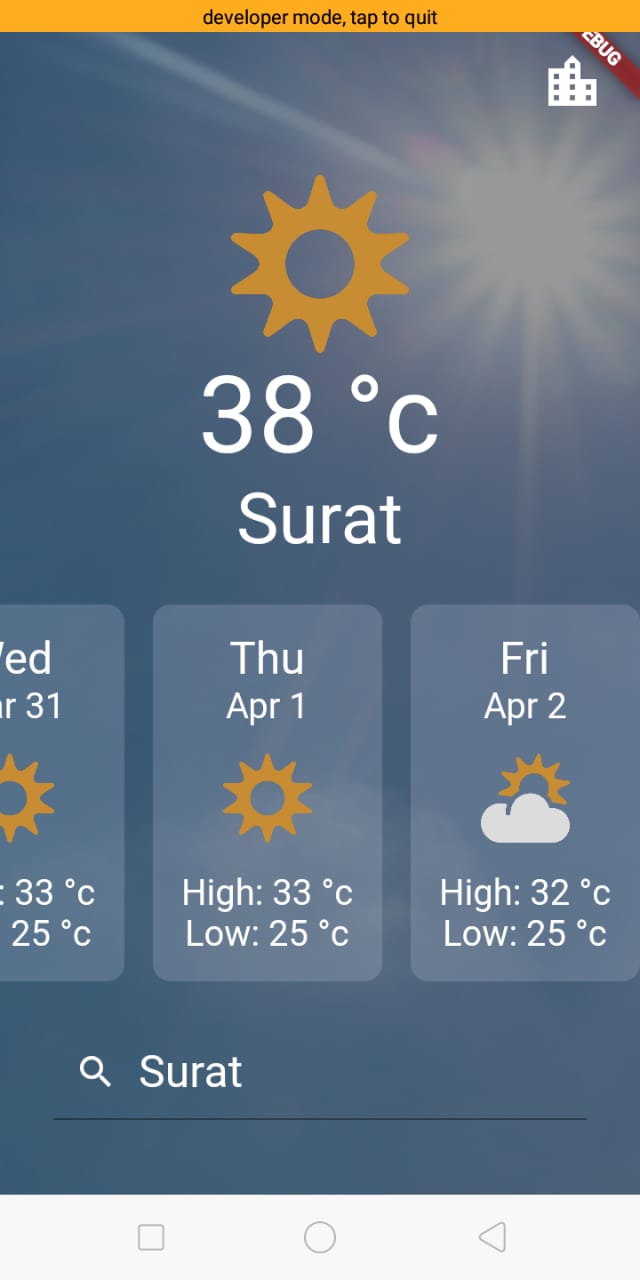 developer mode, tap to quit
EBUG
38 °c
Surat
Wed
ar 31
Thu
Apr 1
Fri
Apr 2
: 33 °c
25 °c
High: 33 °c
Low: 25 °c
High: 32 °c
Low: 25 °c
Surat